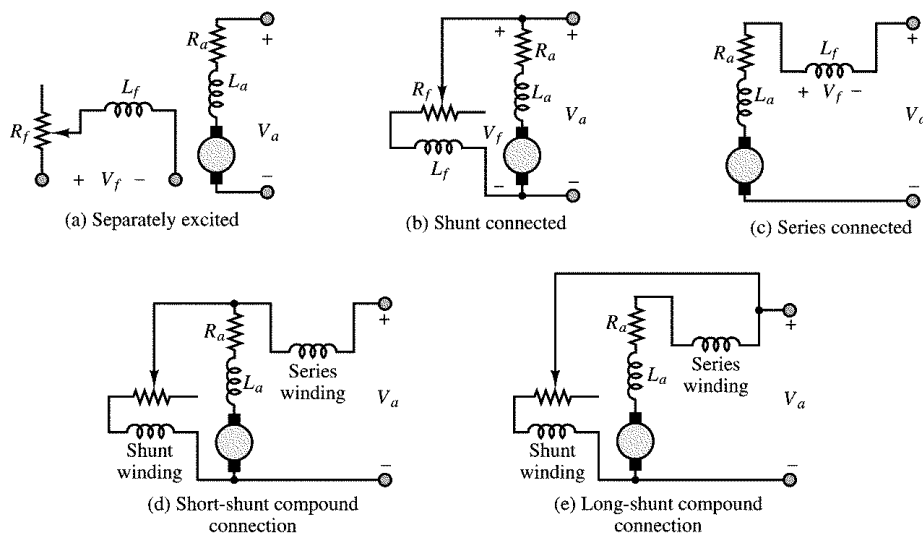 R_a
+
L_a
L_f
R_f
V_a
+ V_f −
−
(a) Separately excited
+
+
R_a
R_f
L_a
V_f
V_a
L_f
−
−
(b) Shunt connected
R_a
L_f
+
+ V_f −
L_a
V_a
−
(c) Series connected
R_a
+
L_a
Series
winding
V_a
Shunt
winding
−
(d) Short-shunt compound
connection
R_a
+
L_a
Series
winding
V_a
Shunt
winding
−
(e) Long-shunt compound
connection